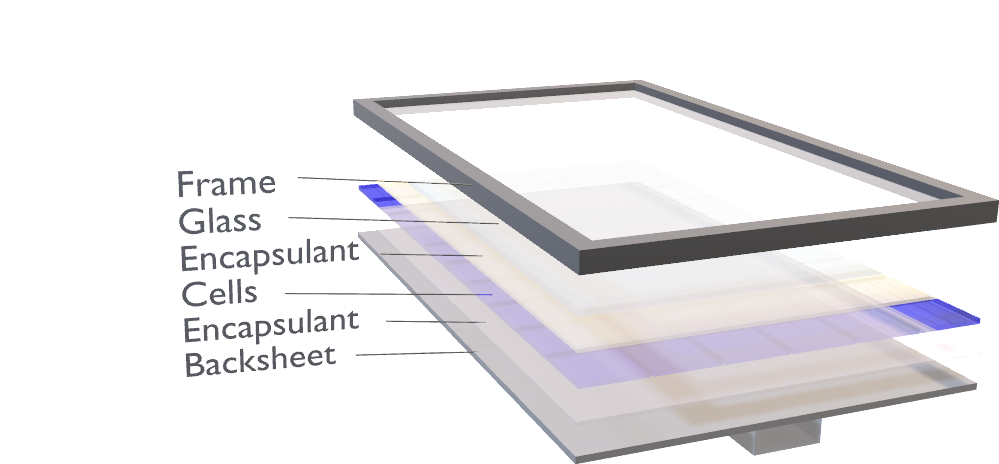 Frame
Glass
Encapsulant
Cells
Encapsulant
Backsheet